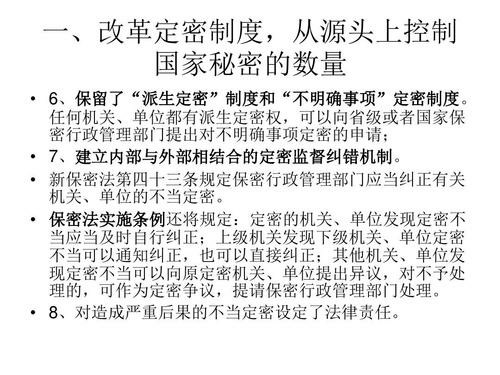 一、改革定密制度，从源头上控制
国家秘密的数量
• 6、保留了“派生定密”制度和“不明确事项”定密制度。
任何机关、单位都有派生定密权，可以向省级或者国家保
密行政管理部门提出对不明确事项定密的申请；
• 7、建立内部与外部相结合的定密监督纠错机制。
• 新保密法第四十三条规定保密行政管理部门应当纠正有关
机关、单位的不当定密。
• 保密法实施条例还将规定：定密的机关、单位发现定密不
当应当及时自行纠正；上级机关发现下级机关、单位定密
不当可以通知纠正，也可以直接纠正；其他机关、单位发
现定密不当可以向原定密机关、单位提出异议，对不予处
理的，可作为定密争议，提请保密行政管理部门处理。
• 8、对造成严重后果的不当定密设定了法律责任。